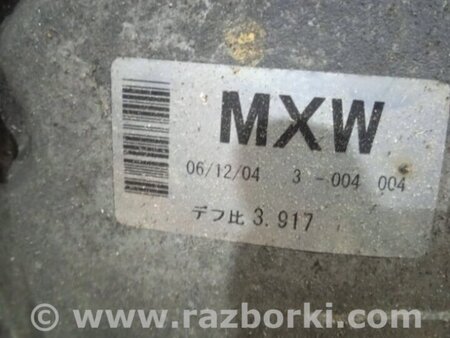 MXW
06/12/04 3 -004 004
デフ比 3.917
www.razborki.com